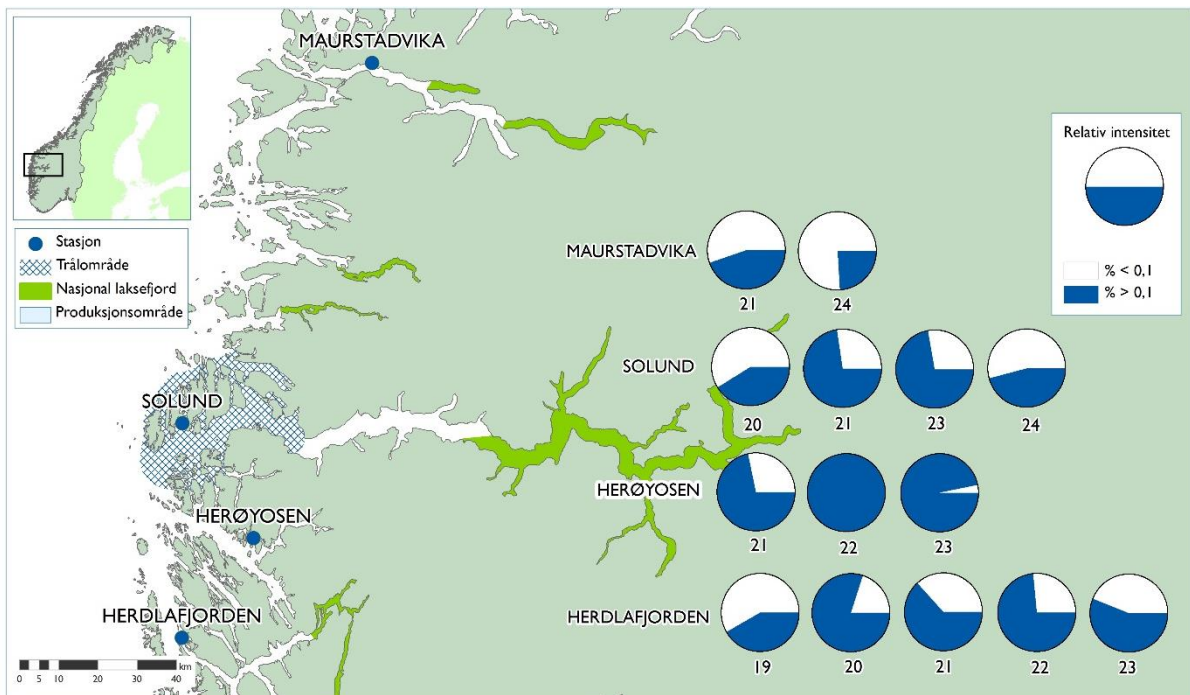 MAURSTADVIKA
Relativ intensitet
% < 0,1
% > 0,1
Stasjon
Trålområde
Nasjonal laksefjord
Produksjonsområde
MAURSTADVIKA
21 24
SOLUND
SOLUND
20 21 23 24
HERØYOSEN
HERØYOSEN
21 22 23
HERDLAFJORDEN
HERDLAFJORDEN
19 20 21 22 23
0 5 10 20 30 40 km